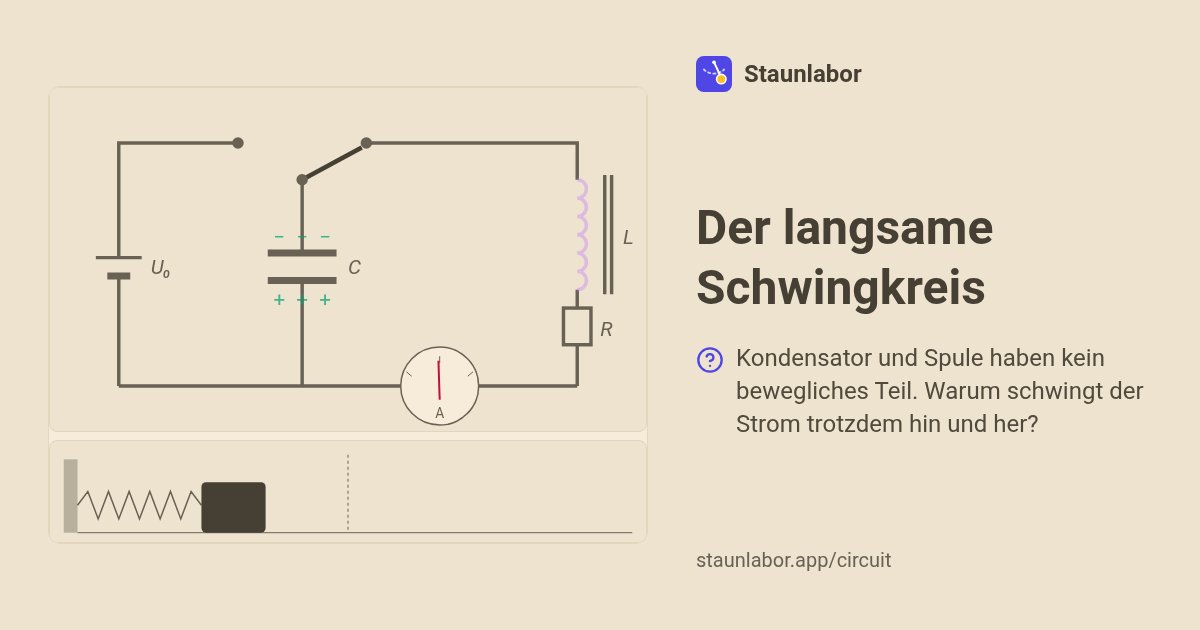 Staunlabor
Der langsame
Schwingkreis
Kondensator und Spule haben kein
bewegliches Teil. Warum schwingt der
Strom trotzdem hin und her?
staunlabor.app/circuit
U₀
− − −
C
+ + +
L
R
A